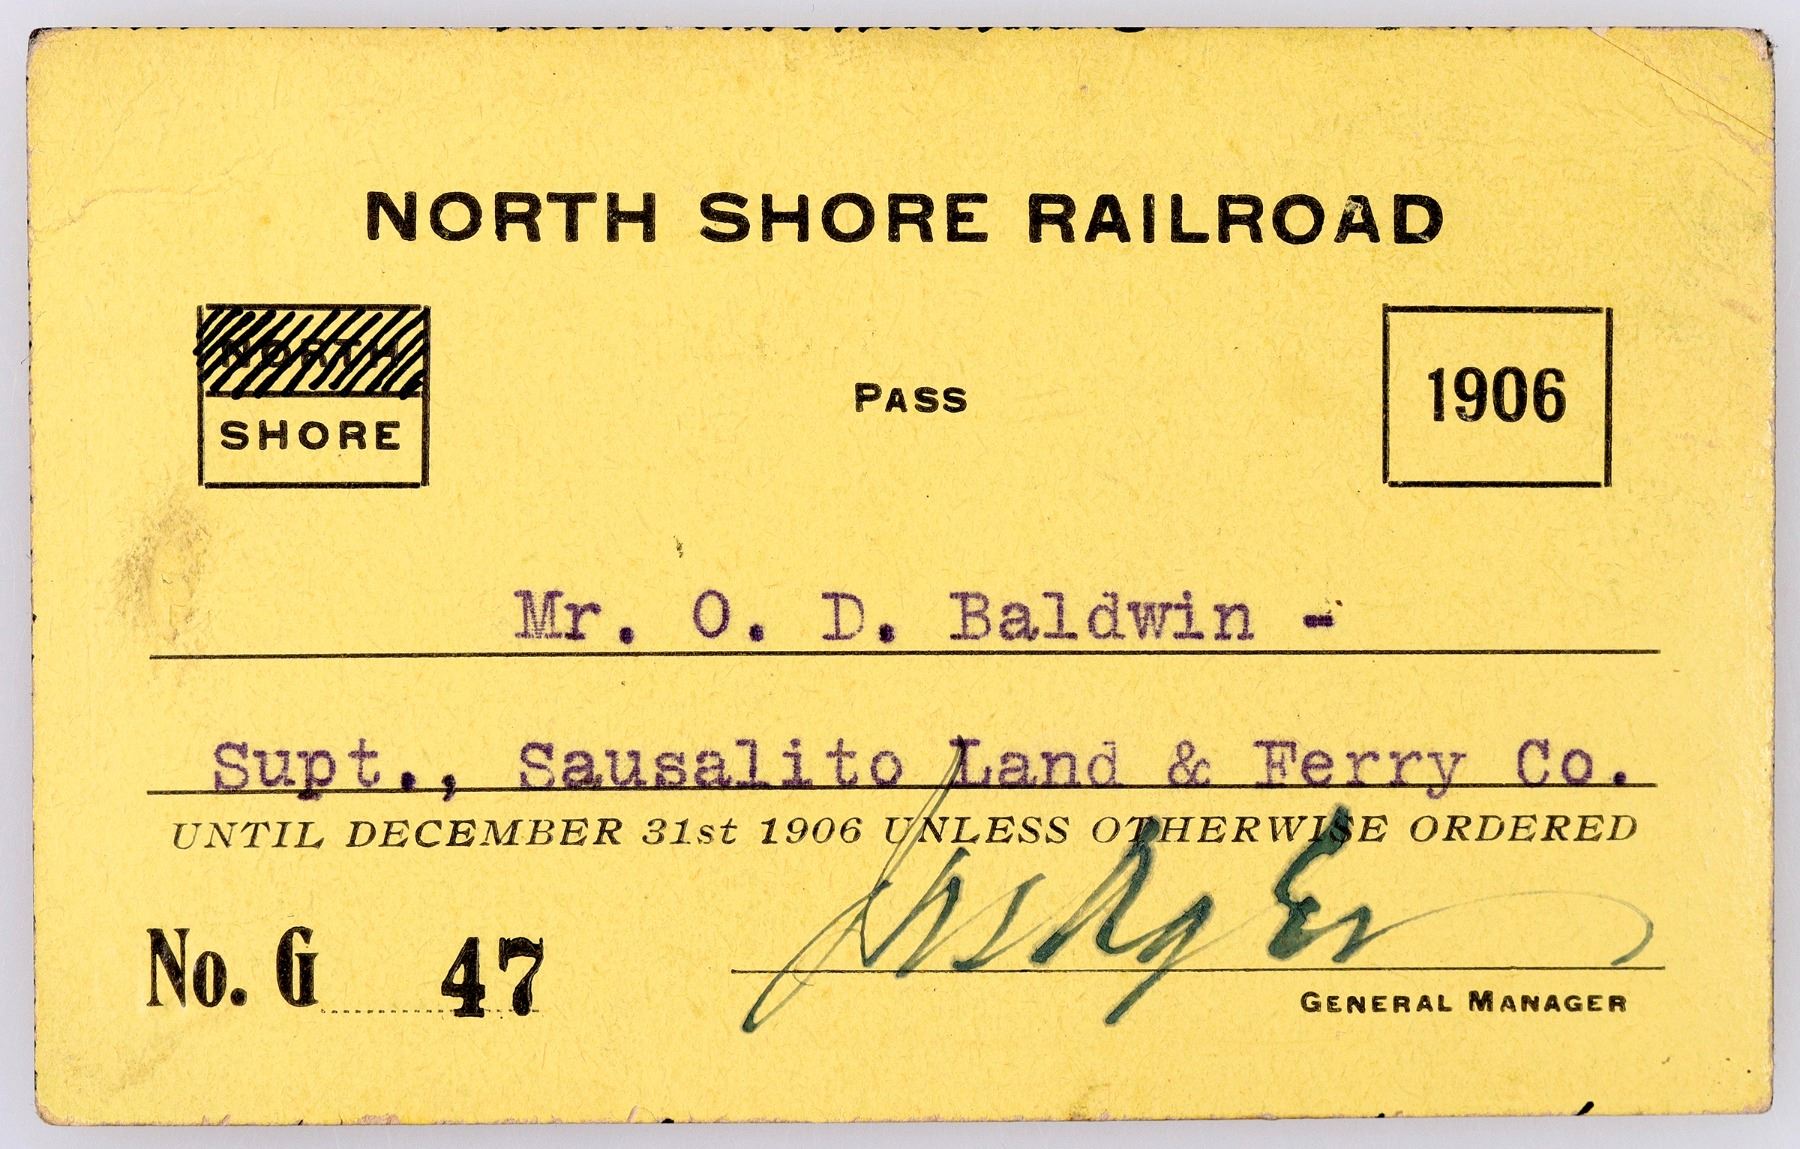 NORTH SHORE RAILROAD
NORTH
SHORE
PASS
1906
Mr. O. D. Baldwin -
Supt., Sausalito Land & Ferry Co.
UNTIL DECEMBER 31st 1906 UNLESS OTHERWISE ORDERED
No. G 47
GENERAL MANAGER